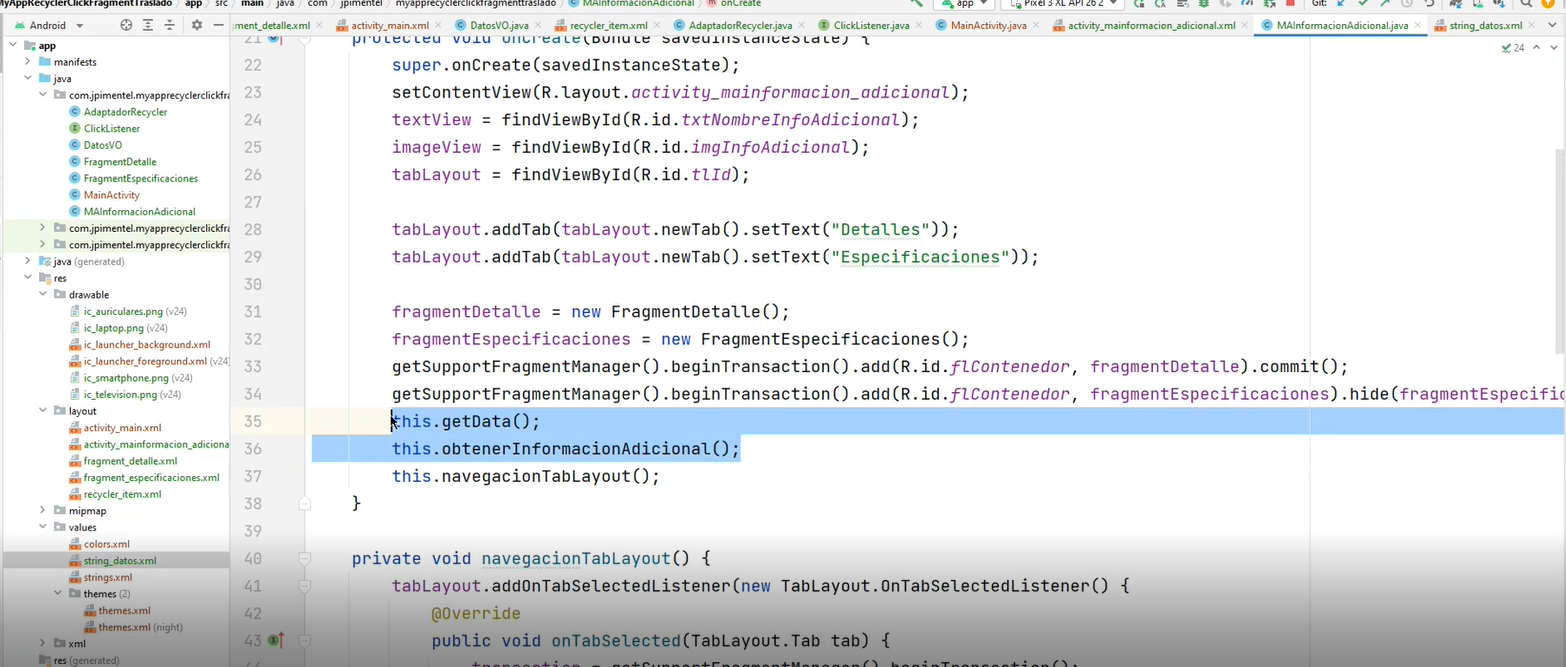 MyAppRecyclerClickFragmentTraslado app src main java com jpimentel myapprecyclerclickfragmenttraslado MAInformacionAdicional onCreate app Pixel 3 XL API 26 2 Git:
Android
ment_detalle.xml activity_main.xml DatosVO.java recycler_item.xml AdaptadorRecycler.java ClickListener.java MainActivity.java activity_mainformacion_adicional.xml MAInformacionAdicional.java string_datos.xml
app
manifests
java
com.jpimentel.myapprecyclerclickfra
AdaptadorRecycler
ClickListener
DatosVO
FragmentDetalle
FragmentEspecificaciones
MainActivity
MAInformacionAdicional
com.jpimentel.myapprecyclerclickfra
com.jpimentel.myapprecyclerclickfra
java (generated)
res
drawable
ic_auriculares.png (v24)
ic_laptop.png (v24)
ic_launcher_background.xml
ic_launcher_foreground.xml (v24)
ic_smartphone.png (v24)
ic_television.png (v24)
layout
activity_main.xml
activity_mainformacion_adiciona
fragment_detalle.xml
fragment_especificaciones.xml
recycler_item.xml
mipmap
values
colors.xml
string_datos.xml
strings.xml
themes (2)
themes.xml
themes.xml (night)
xml
res (generated)
24
21 protected void onCreate(Bundle savedInstanceState) {
22 super.onCreate(savedInstanceState);
23 setContentView(R.layout.activity_mainformacion_adicional);
24 textView = findViewById(R.id.txtNombreInfoAdicional);
25 imageView = findViewById(R.id.imgInfoAdicional);
26 tabLayout = findViewById(R.id.tlId);
27
28 tabLayout.addTab(tabLayout.newTab().setText("Detalles"));
29 tabLayout.addTab(tabLayout.newTab().setText("Especificaciones"));
30
31 fragmentDetalle = new FragmentDetalle();
32 fragmentEspecificaciones = new FragmentEspecificaciones();
33 getSupportFragmentManager().beginTransaction().add(R.id.flContenedor, fragmentDetalle).commit();
34 getSupportFragmentManager().beginTransaction().add(R.id.flContenedor, fragmentEspecificaciones).hide(fragmentEspecific
35 this.getData();
36 this.obtenerInformacionAdicional();
37 this.navegacionTabLayout();
38 }
39
40 private void navegacionTabLayout() {
41 tabLayout.addOnTabSelectedListener(new TabLayout.OnTabSelectedListener() {
42 @Override
43 public void onTabSelected(TabLayout.Tab tab) {
44 transaction = getSupportFragmentManager().beginTransaction();